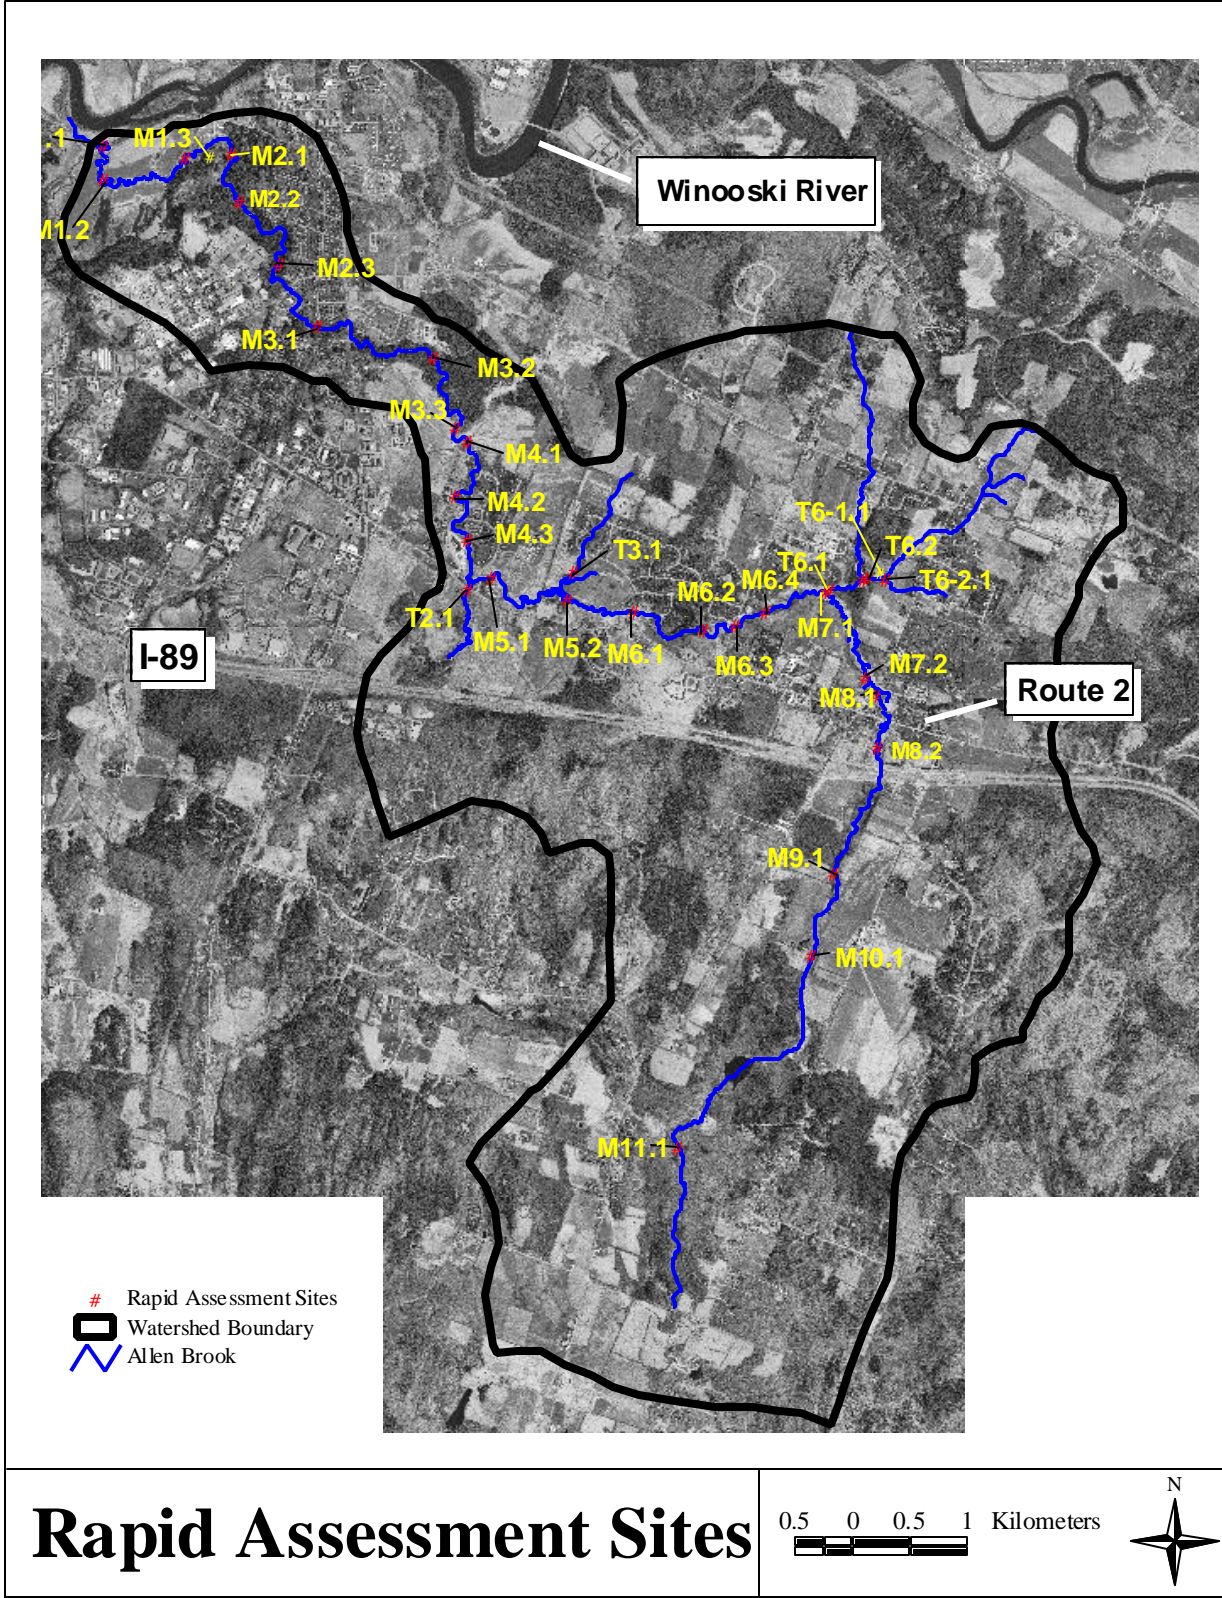 .1
M1.3
M2.1
M2.2
M1.2
M2.3
M3.1
M3.2
M3.3
M4.1
M4.2
M4.3
T2.1
M5.1
T3.1
M5.2
M6.1
M6.2
M6.3
M6.4
T6.1
T6-1.1
T6.2
T6-2.1
M7.1
M7.2
M8.1
M8.2
M9.1
M10.1
M11.1
Winooski River
I-89
Route 2
# Rapid Assessment Sites
Watershed Boundary
Allen Brook
Rapid Assessment Sites
0.5 0 0.5 1 Kilometers
N